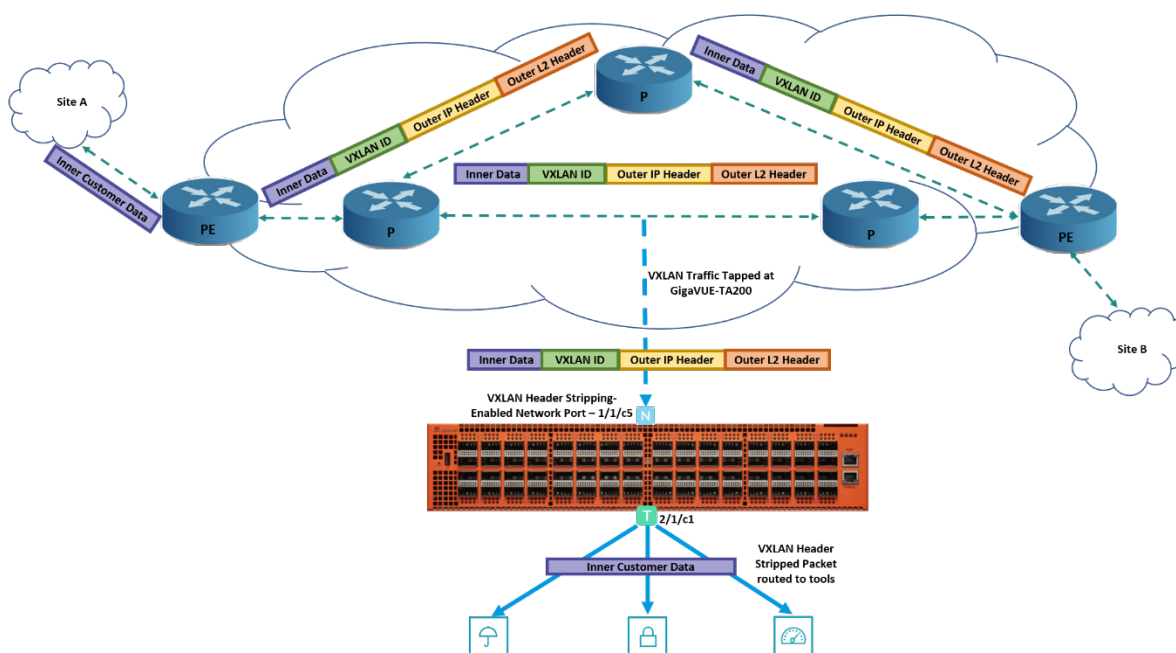 Inner Data VXLAN ID Outer IP Header Outer L2 Header
P
Inner Data VXLAN ID Outer IP Header Outer L2 Header
Site A
Inner Customer Data
PE
P
Inner Data VXLAN ID Outer IP Header Outer L2 Header
P
PE
VXLAN Traffic Tapped at
GigaVUE-TA200
Site B
Inner Data VXLAN ID Outer IP Header Outer L2 Header
VXLAN Header Stripping-
Enabled Network Port – 1/1/c5
N
T 2/1/c1
VXLAN Header
Stripped Packet
routed to tools
Inner Customer Data